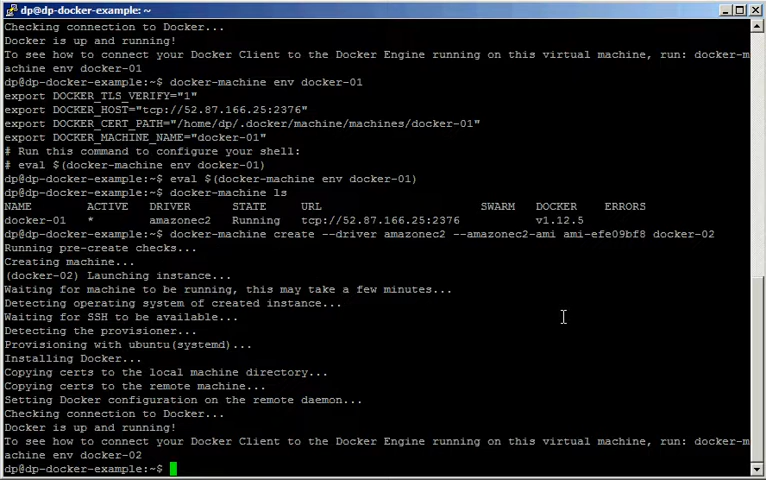 dp@dp-docker-example: ~
Checking connection to Docker...
Docker is up and running!
To see how to connect your Docker Client to the Docker Engine running on this virtual machine, run: docker-m
achine env docker-01
dp@dp-docker-example:~$ docker-machine env docker-01
export DOCKER_TLS_VERIFY="1"
export DOCKER_HOST="tcp://52.87.166.25:2376"
export DOCKER_CERT_PATH="/home/dp/.docker/machine/machines/docker-01"
export DOCKER_MACHINE_NAME="docker-01"
# Run this command to configure your shell:
# eval $(docker-machine env docker-01)
dp@dp-docker-example:~$ eval $(docker-machine env docker-01)
dp@dp-docker-example:~$ docker-machine ls
NAME ACTIVE DRIVER STATE URL SWARM DOCKER ERRORS
docker-01 * amazonec2 Running tcp://52.87.166.25:2376 v1.12.5
dp@dp-docker-example:~$ docker-machine create --driver amazonec2 --amazonec2-ami ami-efe09bf8 docker-02
Running pre-create checks...
Creating machine...
(docker-02) Launching instance...
Waiting for machine to be running, this may take a few minutes...
Detecting operating system of created instance...
Waiting for SSH to be available...
Detecting the provisioner...
Provisioning with ubuntu(systemd)...
Installing Docker...
Copying certs to the local machine directory...
Copying certs to the remote machine...
Setting Docker configuration on the remote daemon...
Checking connection to Docker...
Docker is up and running!
To see how to connect your Docker Client to the Docker Engine running on this virtual machine, run: docker-m
achine env docker-02
dp@dp-docker-example:~$